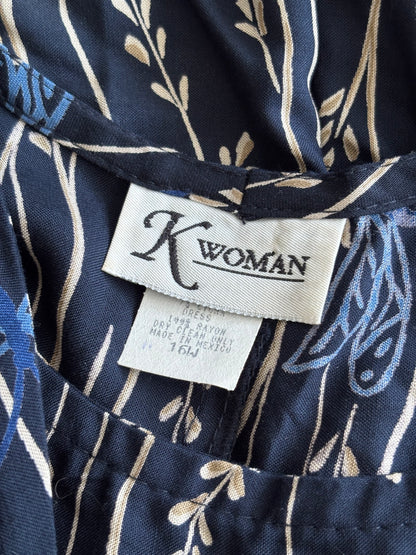 K WOMAN
DRESS
100% RAYON
DRY CLEAN ONLY
MADE IN MEXICO
16W